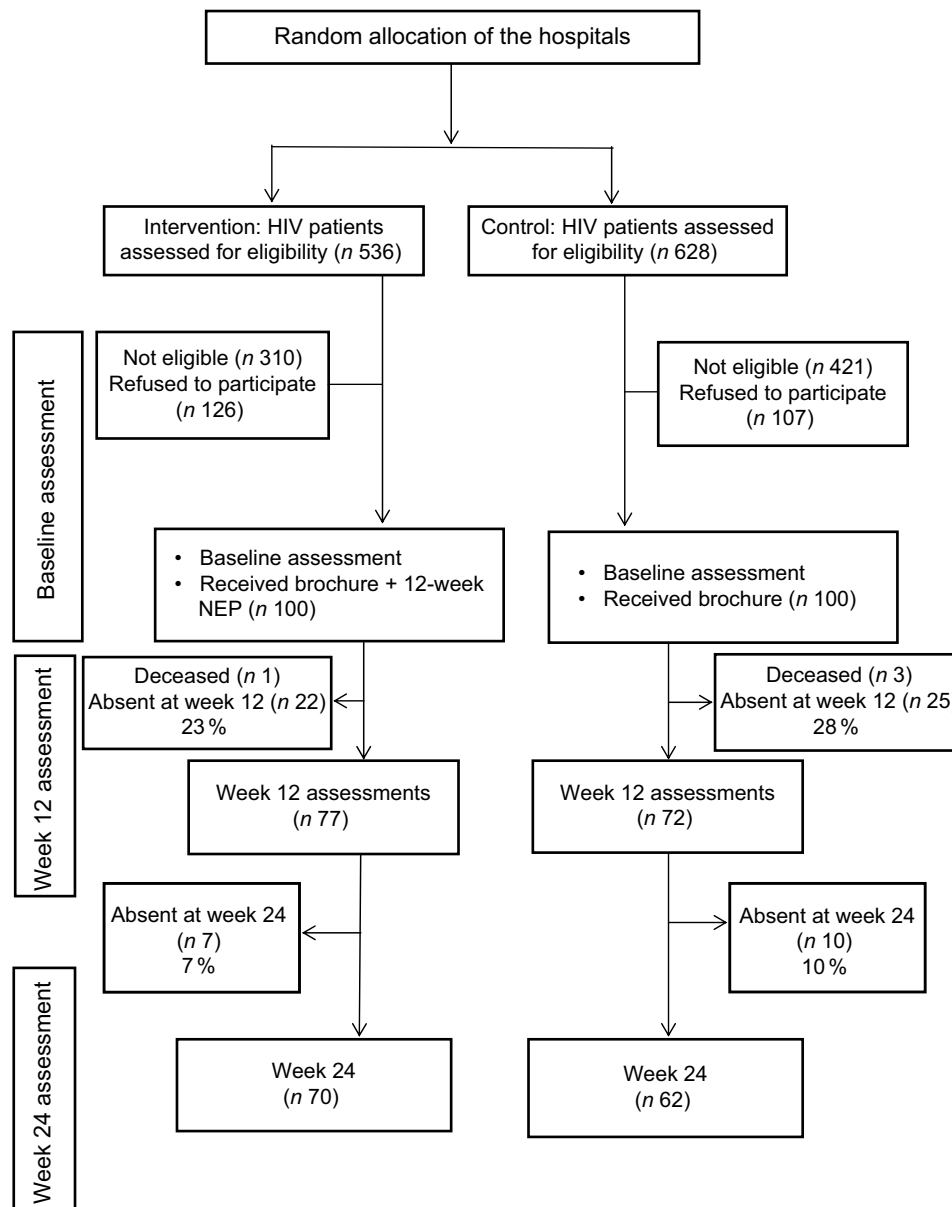 Random allocation of the hospitals
Intervention: HIV patients
assessed for eligibility (n 536)
Control: HIV patients assessed
for eligibility (n 628)
Baseline assessment
Not eligible (n 310)
Refused to participate
(n 126)
Not eligible (n 421)
Refused to participate
(n 107)
• Baseline assessment
• Received brochure + 12-week
NEP (n 100)
• Baseline assessment
• Received brochure (n 100)
Week 12 assessment
Deceased (n 1)
Absent at week 12 (n 22)
23 %
Deceased (n 3)
Absent at week 12 (n 25
28 %
Week 12 assessments
(n 77)
Week 12 assessments
(n 72)
Absent at week 24
(n 7)
7 %
Absent at week 24
(n 10)
10 %
Week 24 assessment
Week 24
(n 70)
Week 24
(n 62)